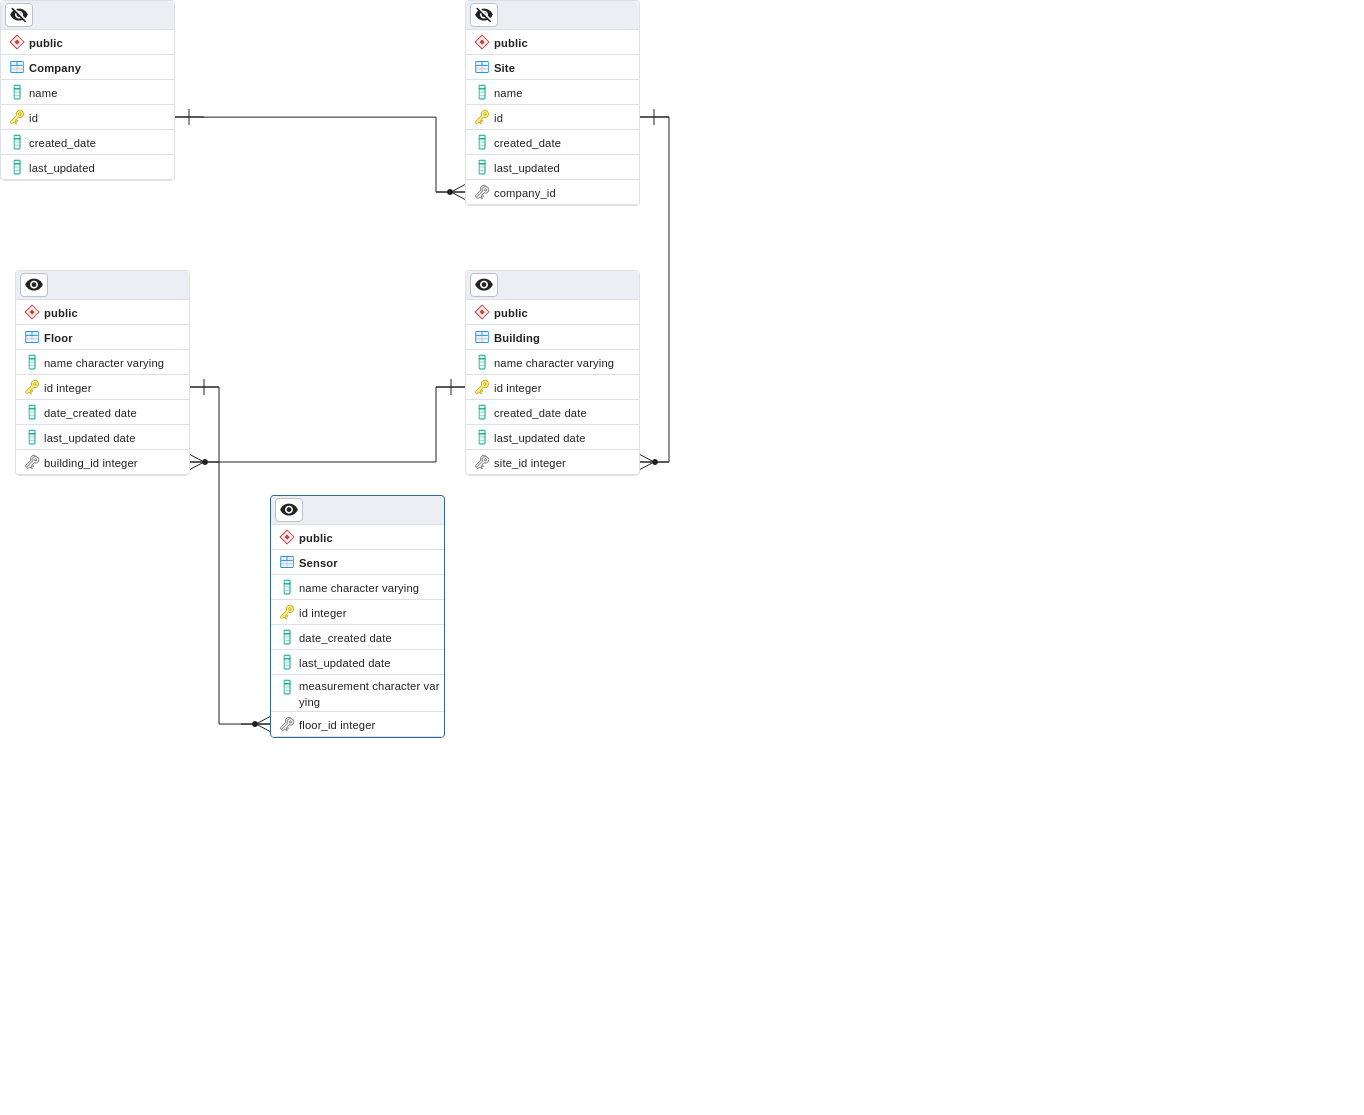 public
Company
name
id
created_date
last_updated
public
Site
name
id
created_date
last_updated
company_id
public
Floor
name character varying
id integer
date_created date
last_updated date
building_id integer
public
Building
name character varying
id integer
created_date date
last_updated date
site_id integer
public
Sensor
name character varying
id integer
date_created date
last_updated date
measurement character var
ying
floor_id integer